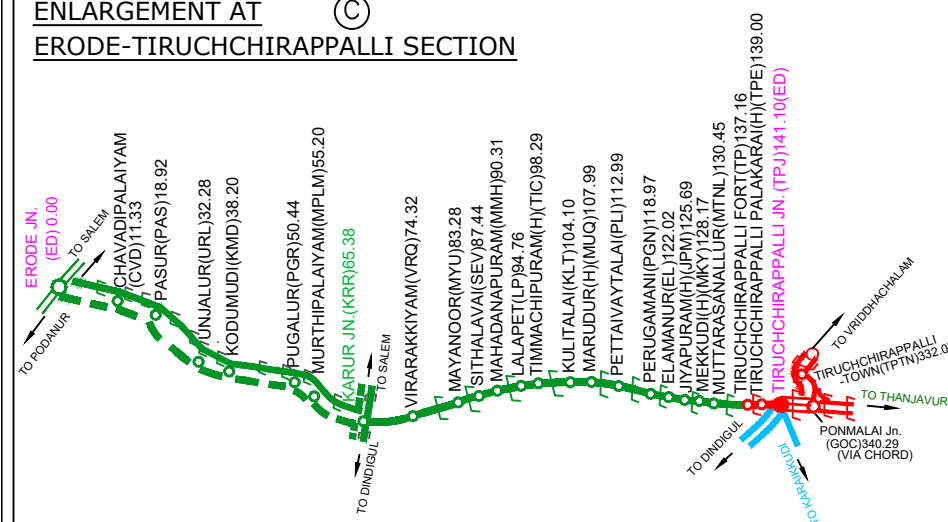 ENLARGEMENT AT
C
ERODE-TIRUCHCHIRAPPALLI SECTION
ERODE JN.
(ED) 0.00
TO SALEM
TO PODANUR
CHAVADIPALAIYAM
(CVD)11.33
PASUR(PAS)18.92
UNJALUR(URL)32.28
KODUMUDI(KMD)38.20
PUGALUR(PGR)50.44
MURTHIPALAIYAM(MPLM)55.20
KARUR JN.(KRR)65.38
TO SALEM
TO DINDIGUL
VIRARAKKIYAM(VRQ)74.32
MAYANOOR(MYU)83.28
SITHALAVAI(SEV)87.44
MAHADANAPURAM(MMH)90.31
LALAPET(LP)94.76
TIMMACHIPURAM(H)(TIC)98.29
KULITALAI(KLT)104.10
MARUDUR(H)(MUQ)107.99
PETTAIVAYTALAI(PLI)112.99
PERUGAMANI(PGN)118.97
ELAMANUR(EL)122.02
JIYAPURAM(H)(JPM)125.69
MEKKUDI(H)(MKY)128.17
MUTTARASANALLUR(MTNL)130.45
TIRUCHCHIRAPPALLI FORT(TP)137.16
TIRUCHCHIRAPPALLI PALAKARAI(H)(TPE)139.00
TIRUCHCHIRAPPALLI JN.(TPJ)141.10(ED)
TO VRIDDHACHALAM
TIRUCHCHIRAPPALLI
-TOWN(TPTN)332.0
TO THANJAVUR
PONMALAI Jn.
(GOC)340.29
(VIA CHORD)
TO DINDIGUL
TO KARAIKKUDI